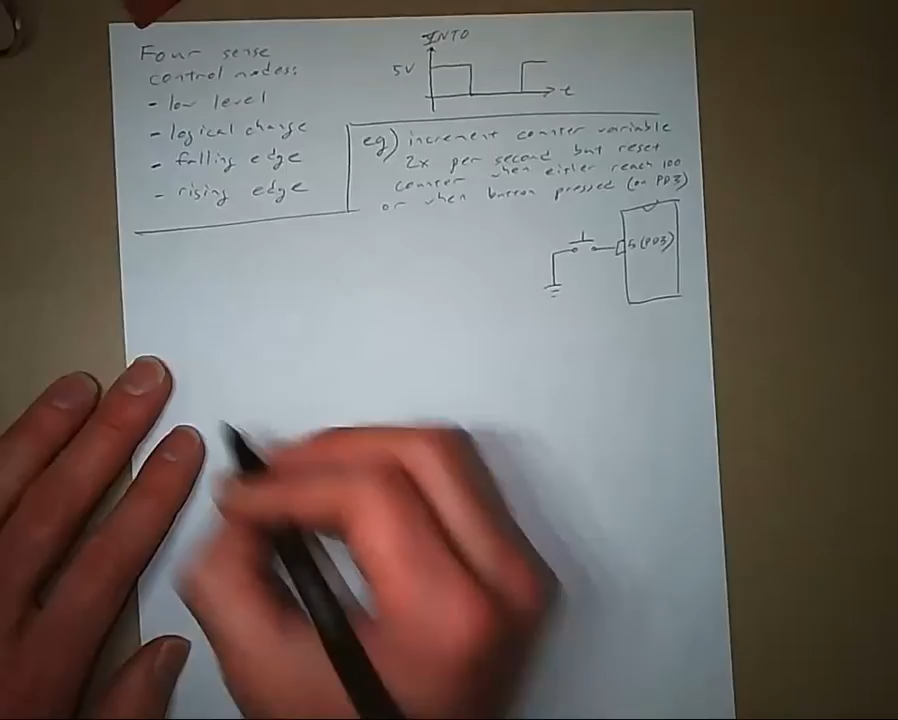 Four sense
control modes:
- low level
- logical change
- falling edge
- rising edge
INT0
5V
t
eg) increment counter variable
2x per second but reset
counter when either reach 100
or when button pressed (on PD3)
5(PD3)